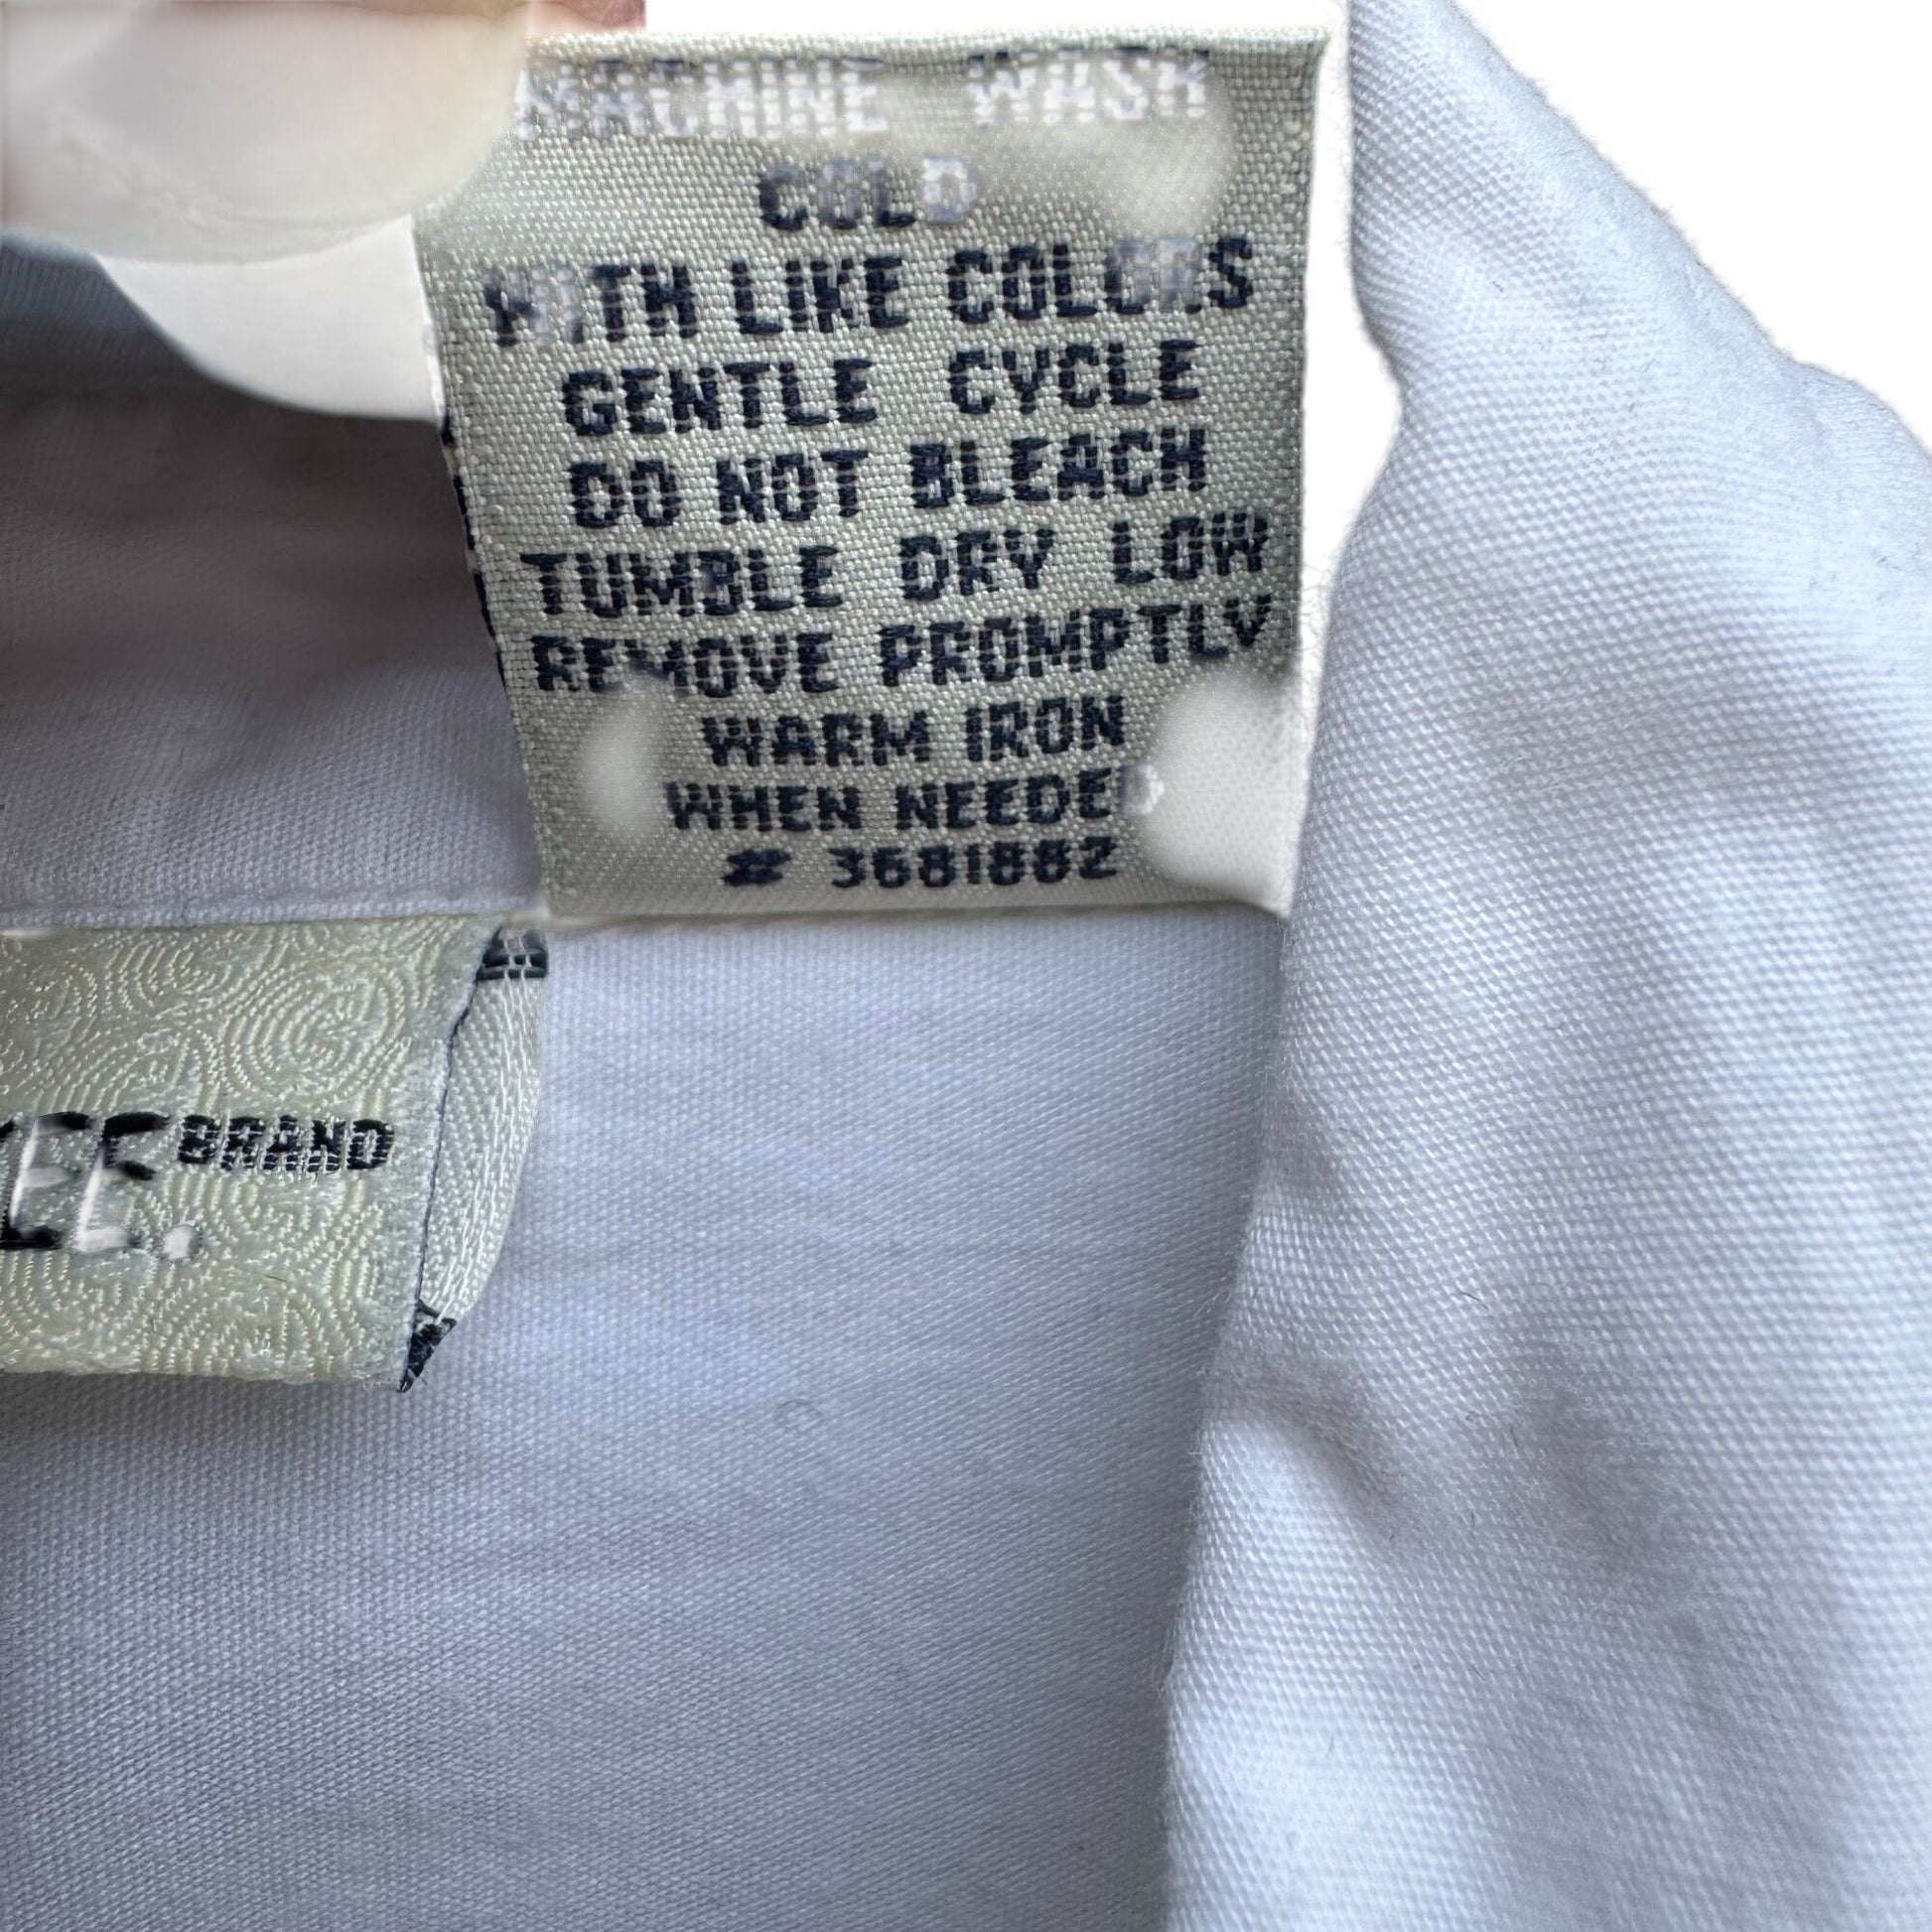 MACHINE WASH
COLD
WITH LIKE COLORS
GENTLE CYCLE
DO NOT BLEACH
TUMBLE DRY LOW
REMOVE PROMPTLY
WARM IRON
WHEN NEEDED
# 3681882
BRAND